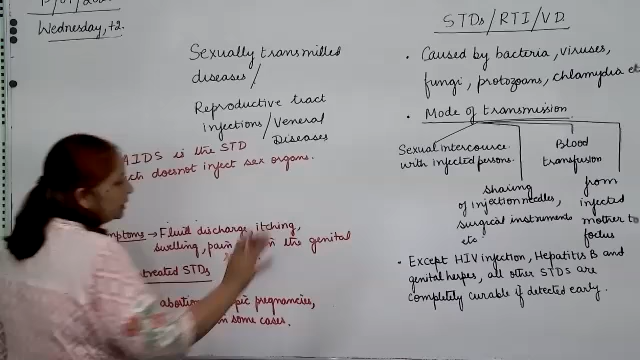 Wednesday, +2.
Sexually transmitted
diseases/
Reproductive tract
infections/Veneral
Diseases
AIDS is the STD
which doesnot infect sex organs.
Symptoms → Fluid discharge, itching,
swelling, pain in the genital
treated STDs
abortion pregnancies,
in some cases.
STDs/RTI/VD.
• Caused by bacteria, viruses,
fungi, protozoans, chlamydia et
• Mode of transmission
Sexual intercourse
with infected persons.
sharing
of injection needles,
surgical instruments
etc.
Blood
transfusion
from
infected
mother to
foetus
• Except HIV infection, Hepatitis B and
genital herpes, all other STDs are
completely curable if detected early.